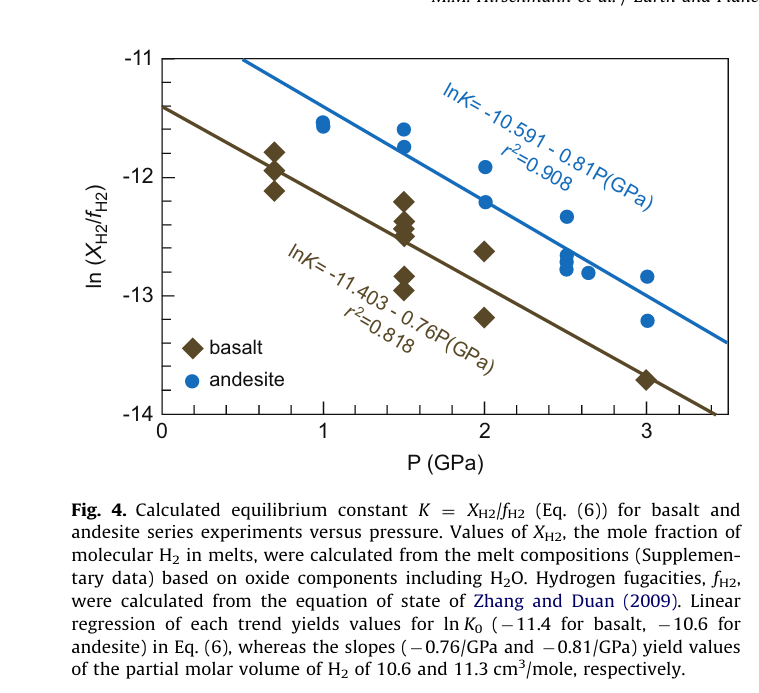 M.M. Hirschmann et al. / Earth and Plane
-11
-12
-13
-14
ln (XH2/fH2)
lnK= -10.591 - 0.81P(GPa)
r²=0.908
lnK= -11.403 - 0.76P(GPa)
r²=0.818
basalt
andesite
0 1 2 3
P (GPa)
Fig. 4. Calculated equilibrium constant K = XH2/fH2 (Eq. (6)) for basalt and
andesite series experiments versus pressure. Values of XH2, the mole fraction of
molecular H2 in melts, were calculated from the melt compositions (Supplemen-
tary data) based on oxide components including H2O. Hydrogen fugacities, fH2,
were calculated from the equation of state of Zhang and Duan (2009). Linear
regression of each trend yields values for ln K0 (−11.4 for basalt, −10.6 for
andesite) in Eq. (6), whereas the slopes (−0.76/GPa and −0.81/GPa) yield values
of the partial molar volume of H2 of 10.6 and 11.3 cm³/mole, respectively.